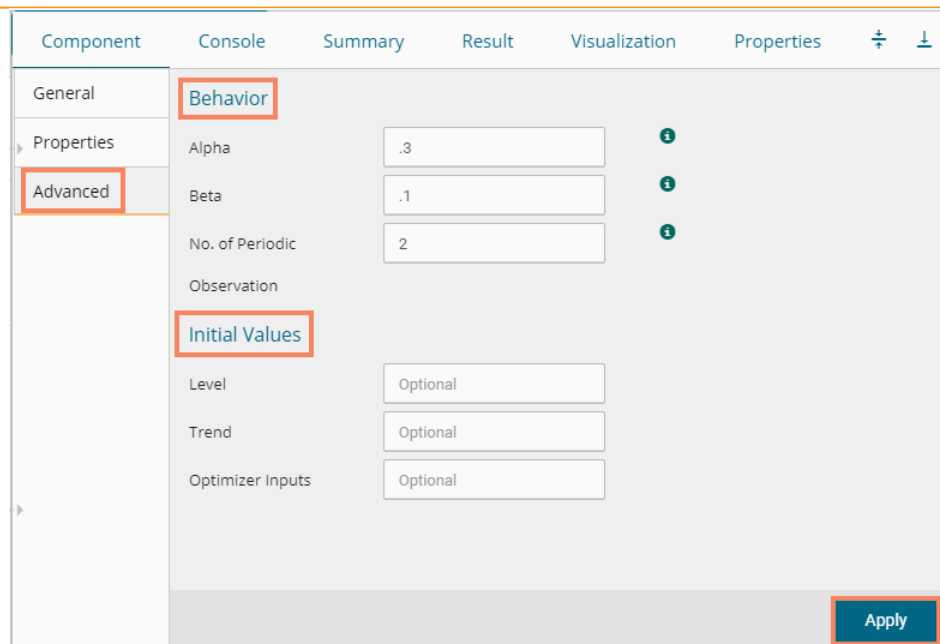 Component Console Summary Result Visualization Properties
General
Properties
Advanced
Behavior
Alpha .3
Beta .1
No. of Periodic 2
Observation
Initial Values
Level Optional
Trend Optional
Optimizer Inputs Optional
Apply